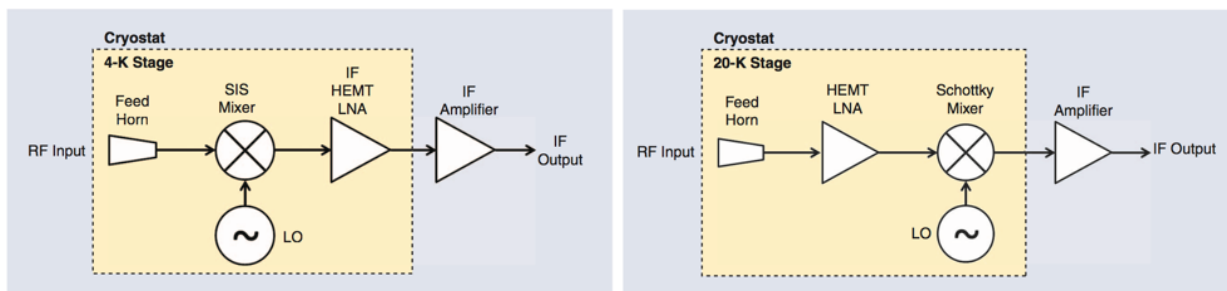 Cryostat
4-K Stage
Feed
Horn
SIS
Mixer
IF
HEMT
LNA
IF
Amplifier
RF Input
IF
Output
~
LO
Cryostat
20-K Stage
Feed
Horn
HEMT
LNA
Schottky
Mixer
IF
Amplifier
RF Input
IF Output
~
LO